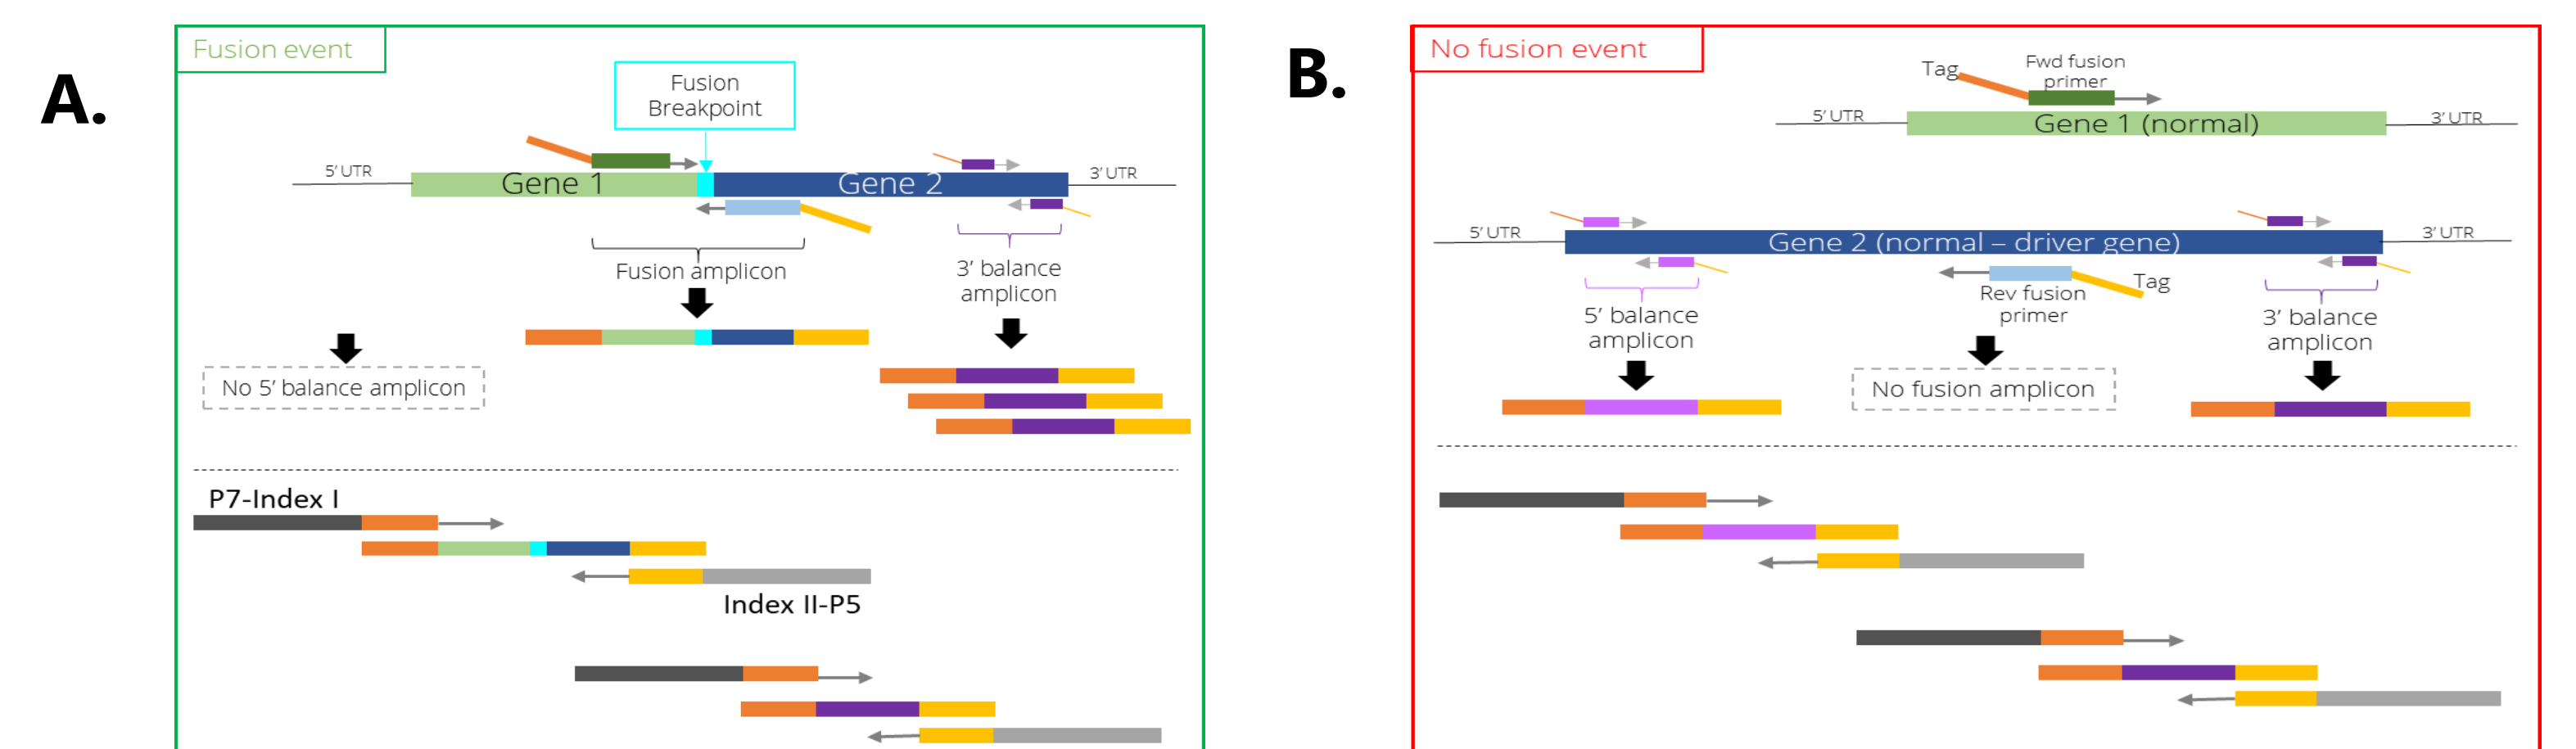 A.
Fusion event
Fusion
Breakpoint
5' UTR
Gene 1
Gene 2
3' UTR
Fusion amplicon
3' balance
amplicon
No 5' balance amplicon
P7-Index I
Index II-P5
B.
No fusion event
Tag
Fwd fusion
primer
5' UTR
Gene 1 (normal)
3' UTR
5' UTR
Gene 2 (normal – driver gene)
3' UTR
Tag
Rev fusion
primer
5' balance
amplicon
3' balance
amplicon
No fusion amplicon